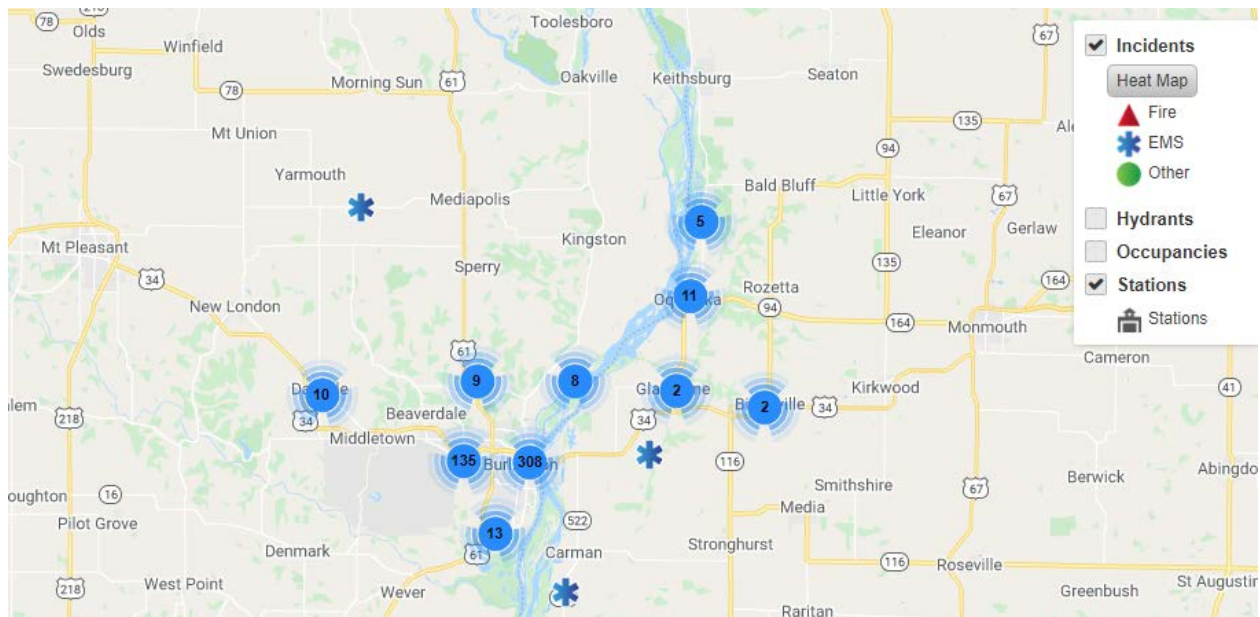 78
Olds
Winfield
Swedesburg
Morning Sun
61
78
Toolesboro
Oakville
Keithsburg
Seaton
67
135
94
Mt Union
Yarmouth
Mediapolis
Kingston
Bald Bluff
Little York
67
Eleanor
Gerlaw
5
Mt Pleasant
34
Sperry
135
New London
11
Rozetta
94
164
164
Monmouth
Cameron
61
9
8
10
34
Beaverdale
Middletown
2
2
34
34
Kirkwood
41
218
135
308
116
Smithshire
Berwick
Abingdo
oughton
16
Pilot Grove
Media
67
13
522
Denmark
61
Carman
Stronghurst
116
Roseville
218
West Point
Wever
Raritan
Greenbush
St Augustin
Incidents
Heat Map
Fire
EMS
Other
Hydrants
Occupancies
Stations
Stations